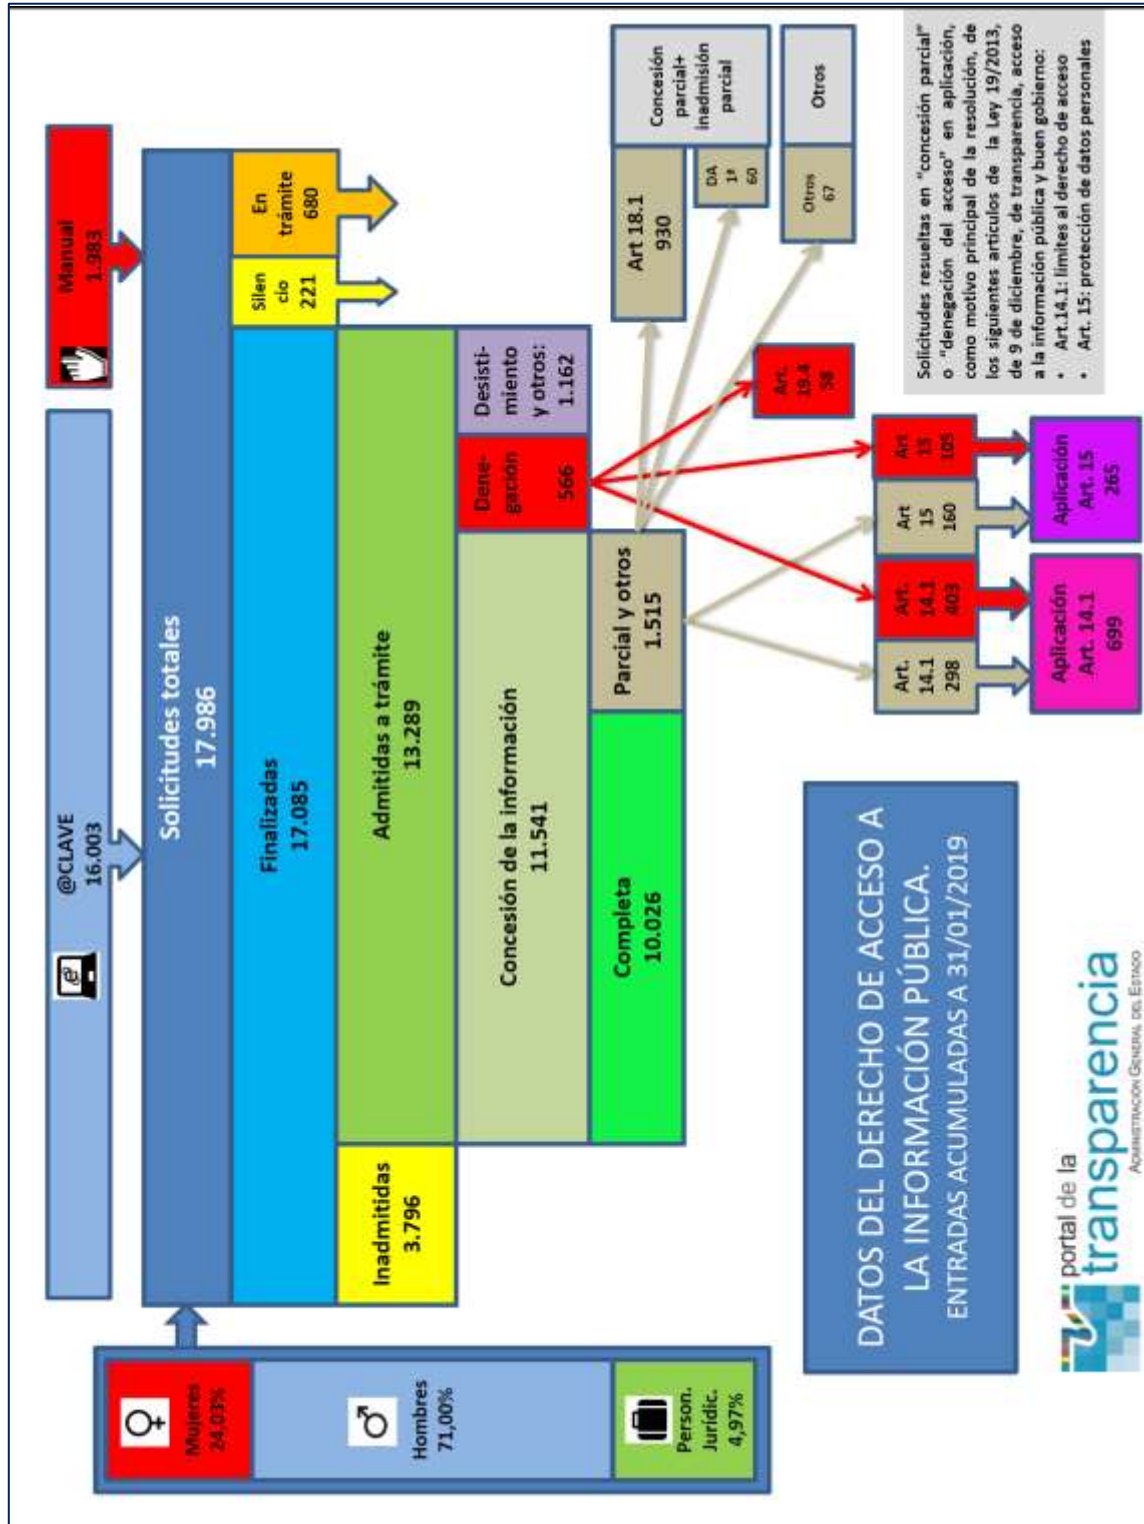 @CLAVE
16.003
Manual
1.983
Mujeres
24,03%
Hombres
71,00%
Person.
Jurídic.
4,97%
Solicitudes totales
17.986
Finalizadas
17.085
Silen
cio
221
En
trámite
680
Inadmitidas
3.796
Admitidas a trámite
13.289
Concesión de la información
11.541
Dene-
gación
566
Desisti-
miento
y otros:
1.162
Completa
10.026
Parcial y otros
1.515
Art 18.1
930
DA
1ª
60
Concesión
parcial+
inadmisión
parcial
Otros
67
Otros
Art.
19.4
58
Art.
14.1
298
Art.
14.1
403
Art
15
160
Art
15
105
Aplicación
Art. 14.1
699
Aplicación
Art. 15
265
DATOS DEL DERECHO DE ACCESO A
LA INFORMACIÓN PÚBLICA.
ENTRADAS ACUMULADAS A 31/01/2019
Solicitudes resueltas en “concesión parcial”
o “denegación del acceso” en aplicación,
como motivo principal de la resolución, de
los siguientes artículos de la Ley 19/2013,
de 9 de diciembre, de transparencia, acceso
a la información pública y buen gobierno:
• Art.14.1: límites al derecho de acceso
• Art. 15: protección de datos personales
portal de la
transparencia
ADMINISTRACIÓN GENERAL DEL ESTADO